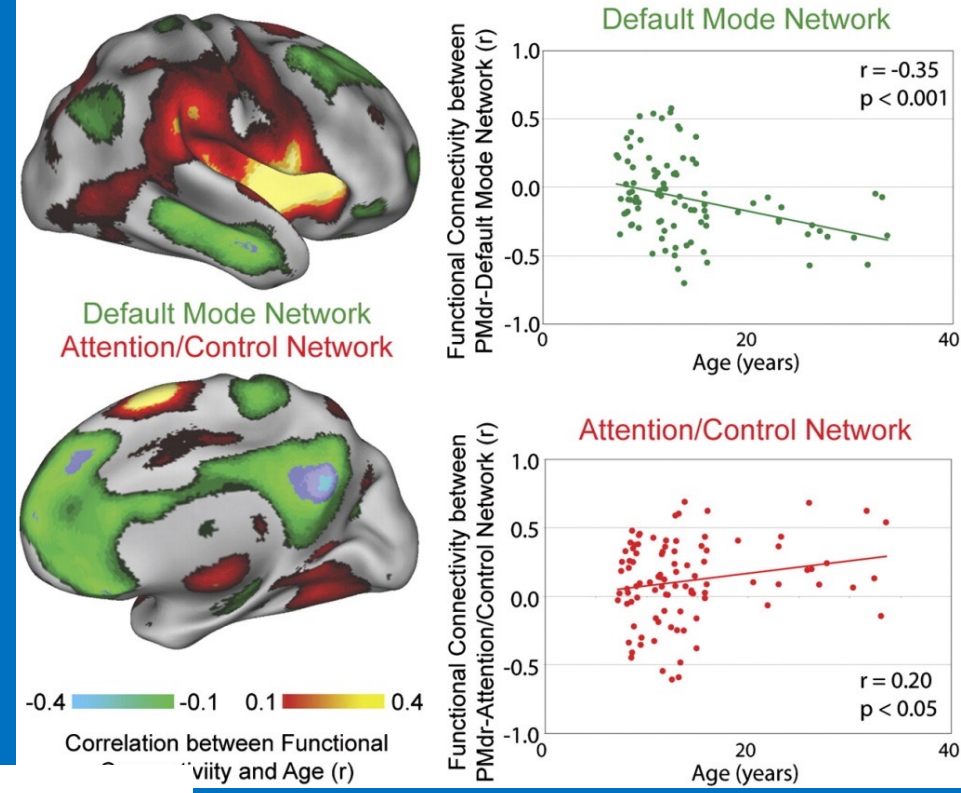 Default Mode Network
Attention/Control Network
-0.4
-0.1
0.1
0.4
Correlation between Functional
and Age (r)
Default Mode Network
Functional Connectivity between
PMdr-Default Mode Network (r)
1.0
0.5
0.0
-0.5
-1.0
r = -0.35
p < 0.001
0
20
40
Age (years)
Attention/Control Network
Functional Connectivity between
PMdr-Attention/Control Network (r)
1.0
0.5
0.0
-0.5
-1.0
r = 0.20
p < 0.05
0
20
40
Age (years)